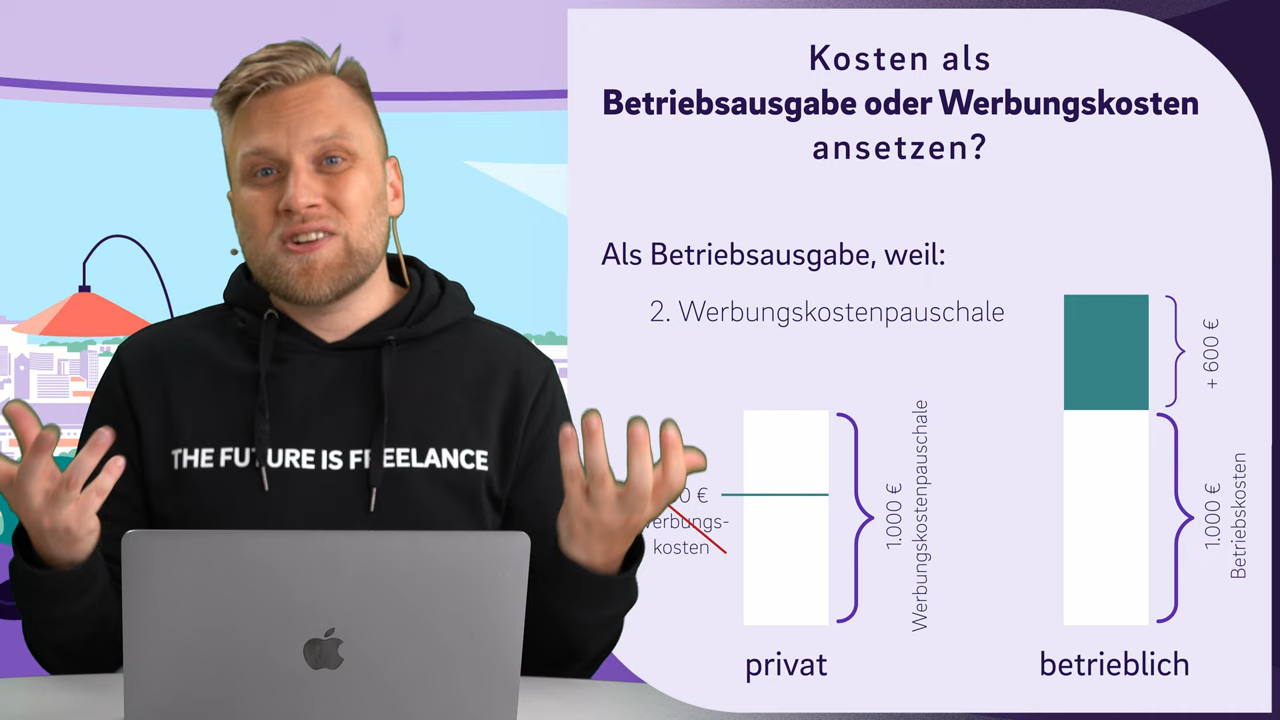 Kosten als
Betriebsausgabe oder Werbungskosten
ansetzen?
Als Betriebsausgabe, weil:
2. Werbungskostenpauschale
THE FUTURE IS FREELANCE
€
kosten
1.000 €
Werbungskostenpauschale
+ 600 €
1.000 €
Betriebskosten
privat
betrieblich